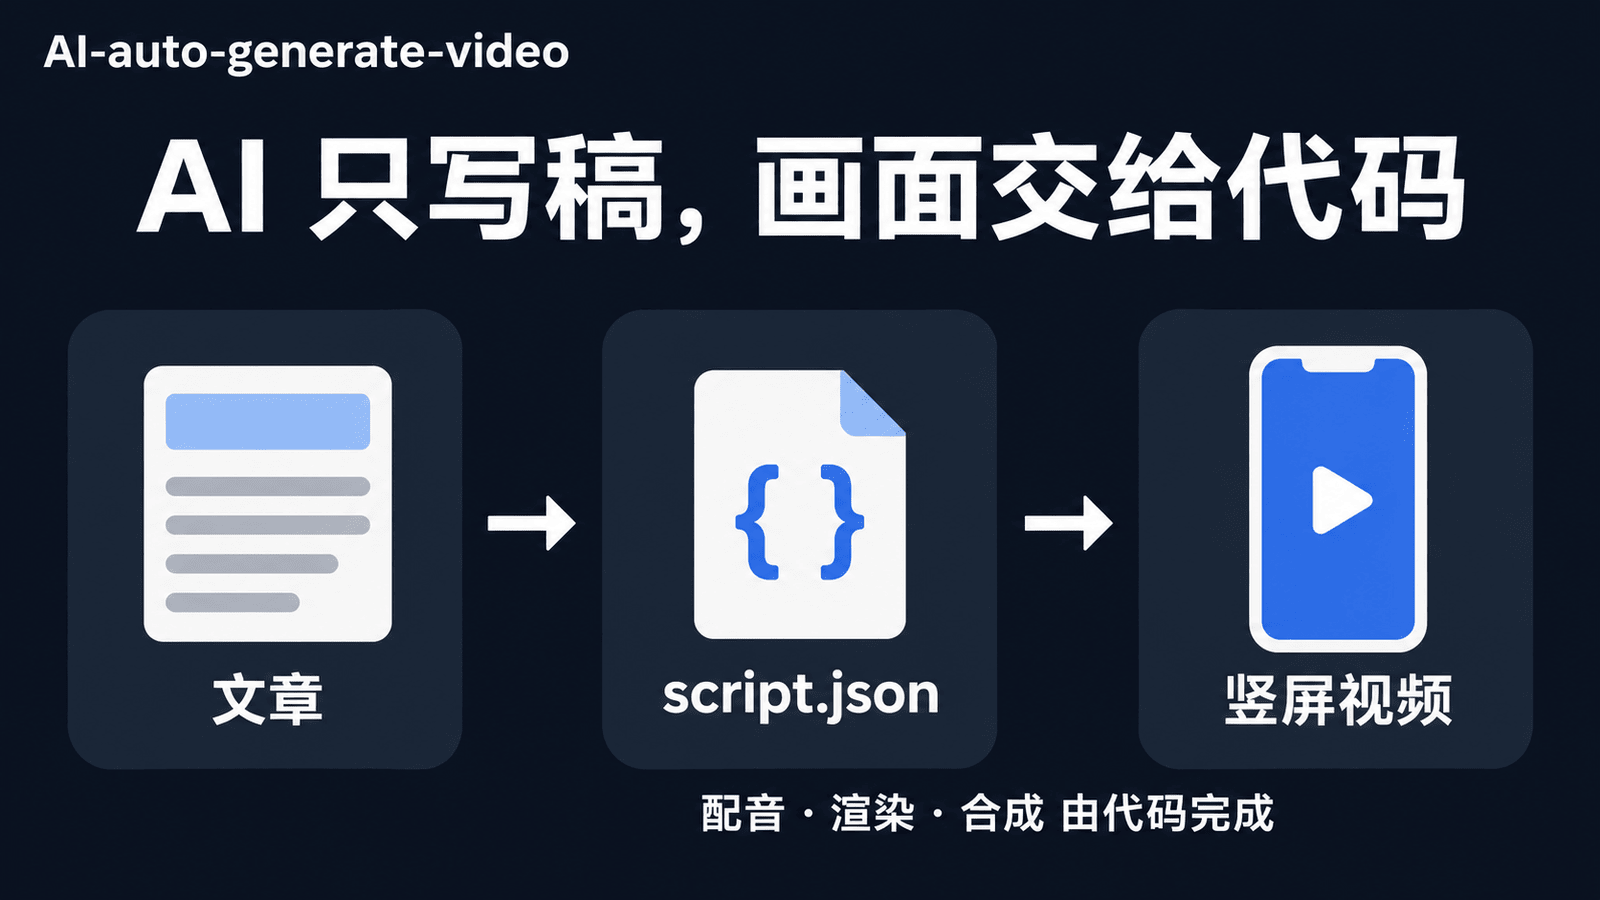 AI-auto-generate-video
AI 只写稿，画面交给代码
文章
{ }
script.json
竖屏视频
配音 · 渲染 · 合成 由代码完成